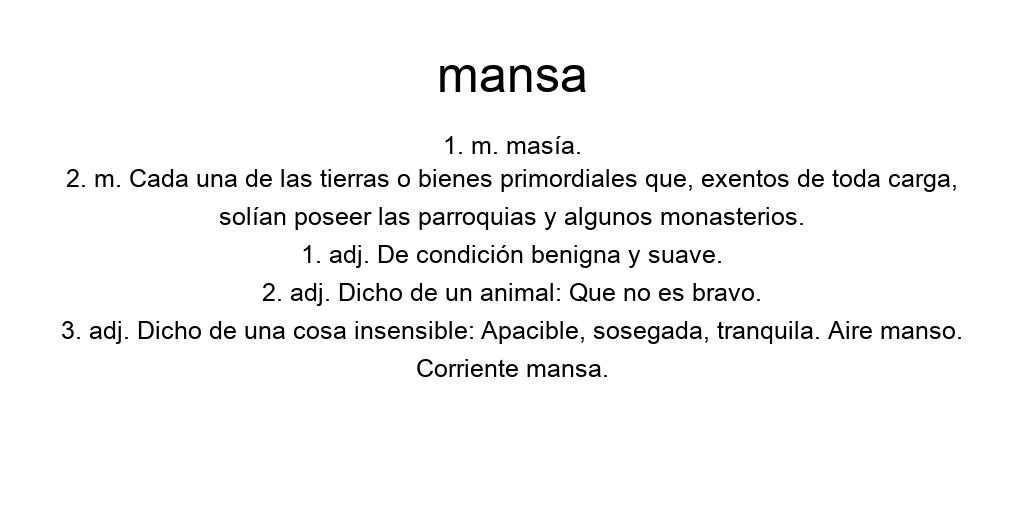 mansa
1. m. masía.
2. m. Cada una de las tierras o bienes primordiales que, exentos de toda carga,
solían poseer las parroquias y algunos monasterios.
1. adj. De condición benigna y suave.
2. adj. Dicho de un animal: Que no es bravo.
3. adj. Dicho de una cosa insensible: Apacible, sosegada, tranquila. Aire manso.
Corriente mansa.